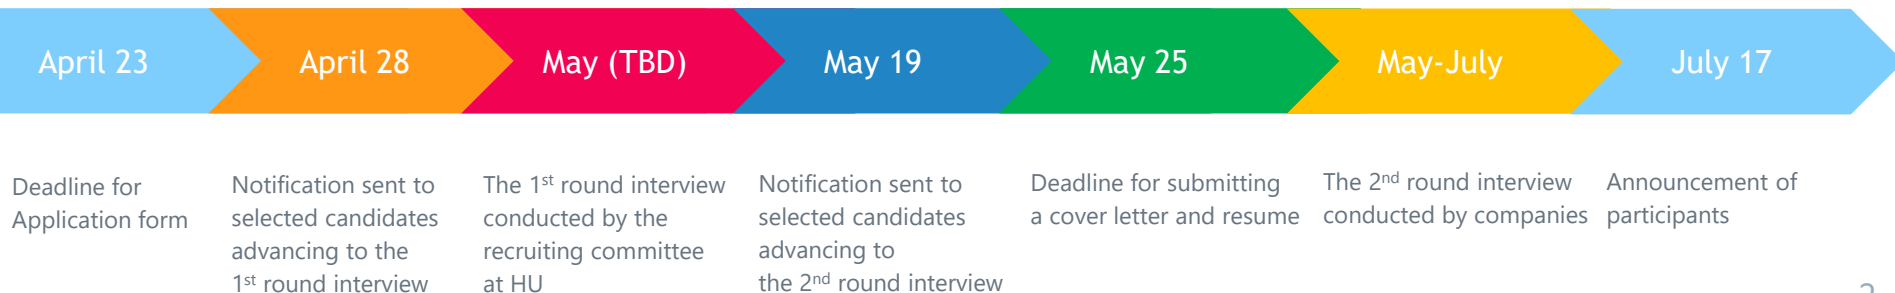 April 23
April 28
May (TBD)
May 19
May 25
May-July
July 17
Deadline for
Application form
Notification sent to
selected candidates
advancing to the
1st round interview
The 1st round interview
conducted by the
recruiting committee
at HU
Notification sent to
selected candidates
advancing to
the 2nd round interview
Deadline for submitting
a cover letter and resume
The 2nd round interview
conducted by companies
Announcement of
participants